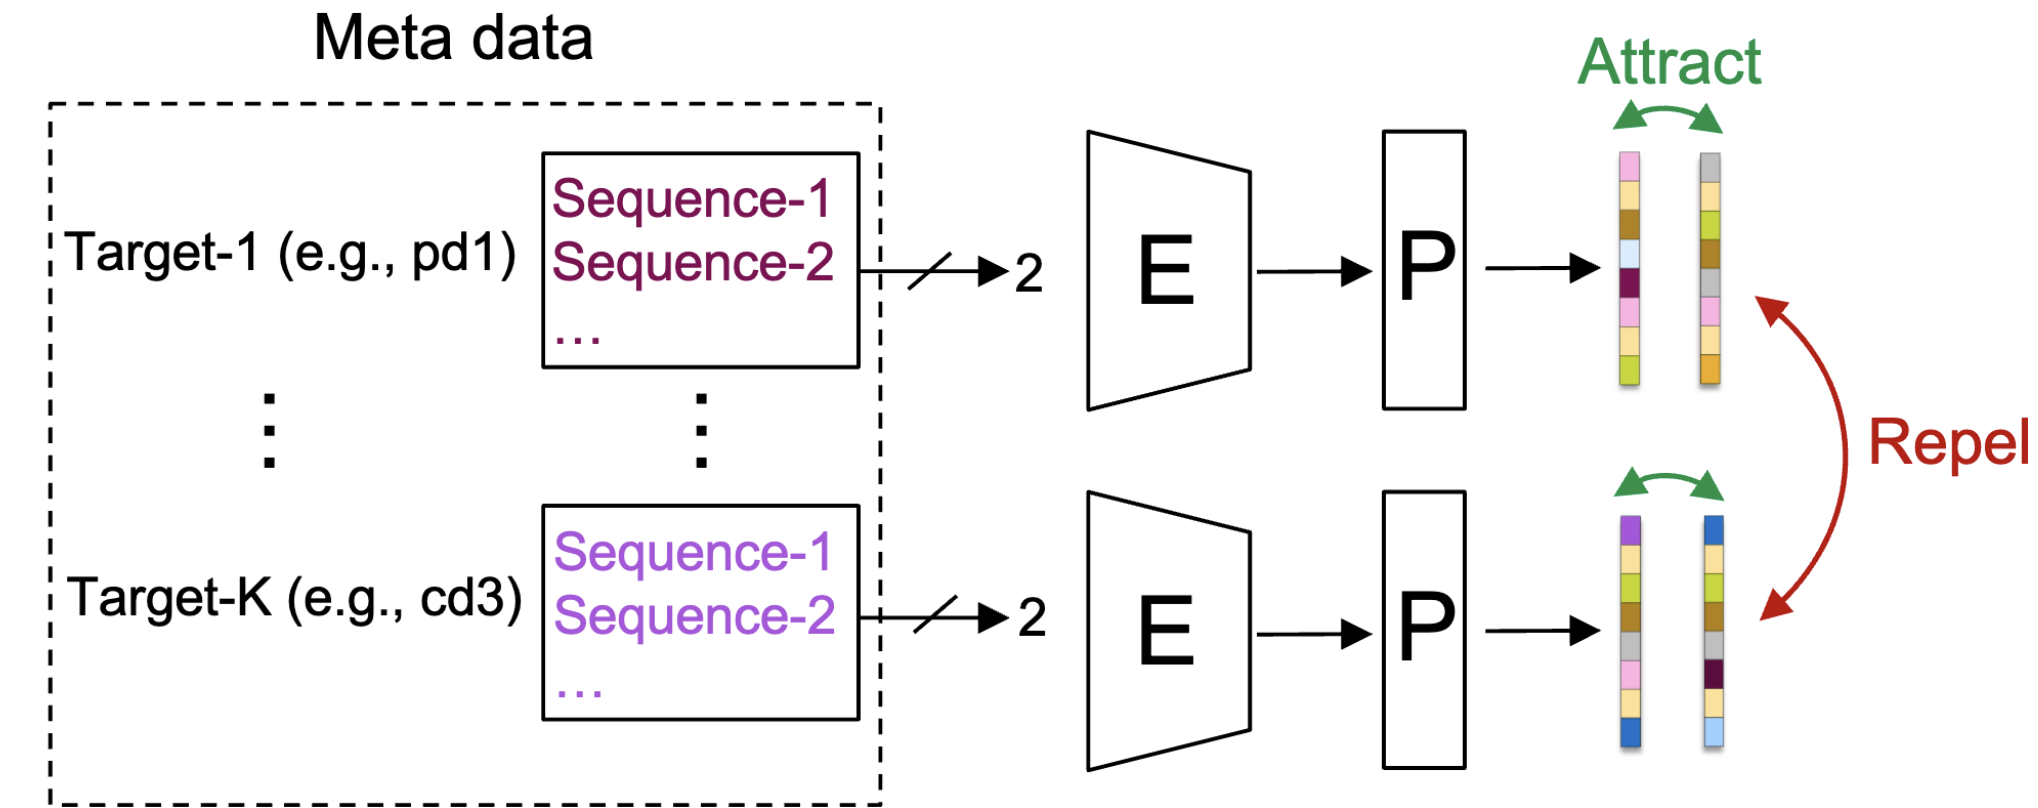 Meta data
Attract
Target-1 (e.g., pd1)
Sequence-1
Sequence-2
...
2
E
P
Repel
Target-K (e.g., cd3)
Sequence-1
Sequence-2
...
2
E
P